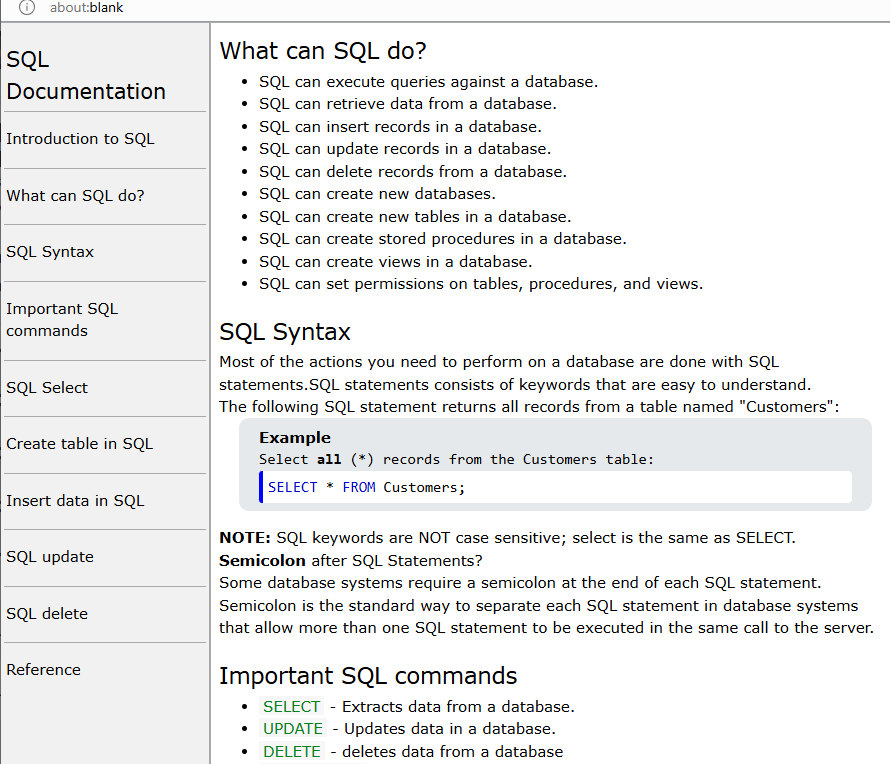 about:blank
SQL
Documentation
Introduction to SQL
What can SQL do?
SQL Syntax
Important SQL
commands
SQL Select
Create table in SQL
Insert data in SQL
SQL update
SQL delete
Reference
What can SQL do?
• SQL can execute queries against a database.
• SQL can retrieve data from a database.
• SQL can insert records in a database.
• SQL can update records in a database.
• SQL can delete records from a database.
• SQL can create new databases.
• SQL can create new tables in a database.
• SQL can create stored procedures in a database.
• SQL can create views in a database.
• SQL can set permissions on tables, procedures, and views.
SQL Syntax
Most of the actions you need to perform on a database are done with SQL
statements.SQL statements consists of keywords that are easy to understand.
The following SQL statement returns all records from a table named "Customers":
Example
Select all (*) records from the Customers table:
SELECT * FROM Customers;
NOTE: SQL keywords are NOT case sensitive; select is the same as SELECT.
Semicolon after SQL Statements?
Some database systems require a semicolon at the end of each SQL statement.
Semicolon is the standard way to separate each SQL statement in database systems
that allow more than one SQL statement to be executed in the same call to the server.
Important SQL commands
• SELECT - Extracts data from a database.
• UPDATE - Updates data in a database.
• DELETE - deletes data from a database